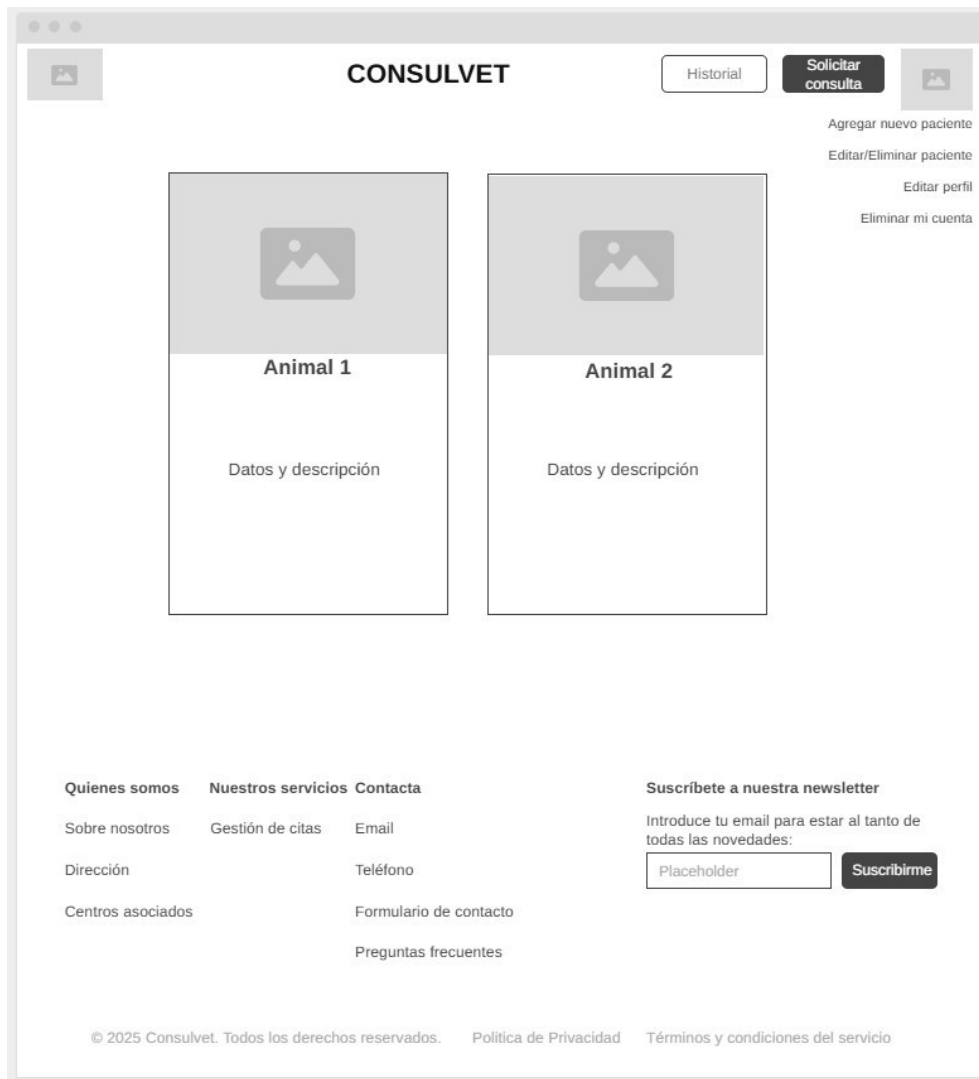 CONSULVET
Historial
Solicitar
consulta
Agregar nuevo paciente
Editar/Eliminar paciente
Editar perfil
Eliminar mi cuenta
Animal 1
Datos y descripción
Animal 2
Datos y descripción
Quienes somos
Sobre nosotros
Dirección
Centros asociados
Nuestros servicios
Gestión de citas
Contacta
Email
Teléfono
Formulario de contacto
Preguntas frecuentes
Suscríbete a nuestra newsletter
Introduce tu email para estar al tanto de
todas las novedades:
Placeholder
Suscribirme
© 2025 Consulvet. Todos los derechos reservados.
Politica de Privacidad
Términos y condiciones del servicio